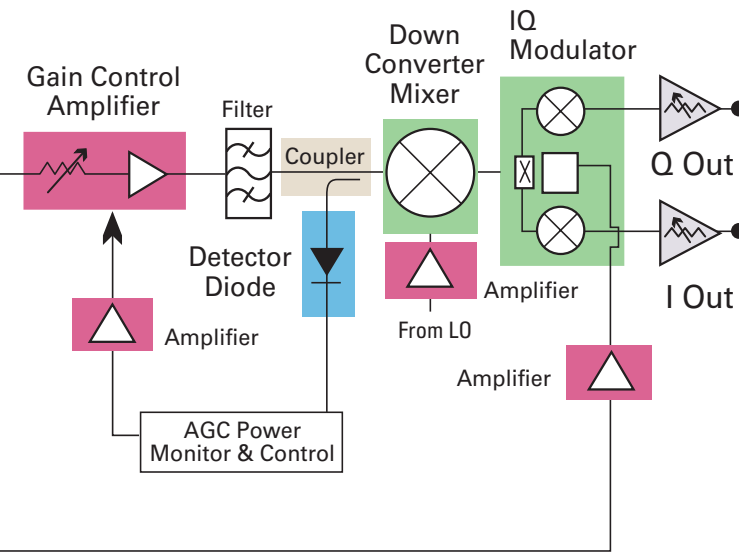 Gain Control
Amplifier
Filter
Coupler
Down
Converter
Mixer
IQ
Modulator
Q Out
I Out
Detector
Diode
Amplifier
From LO
Amplifier
Amplifier
AGC Power
Monitor & Control